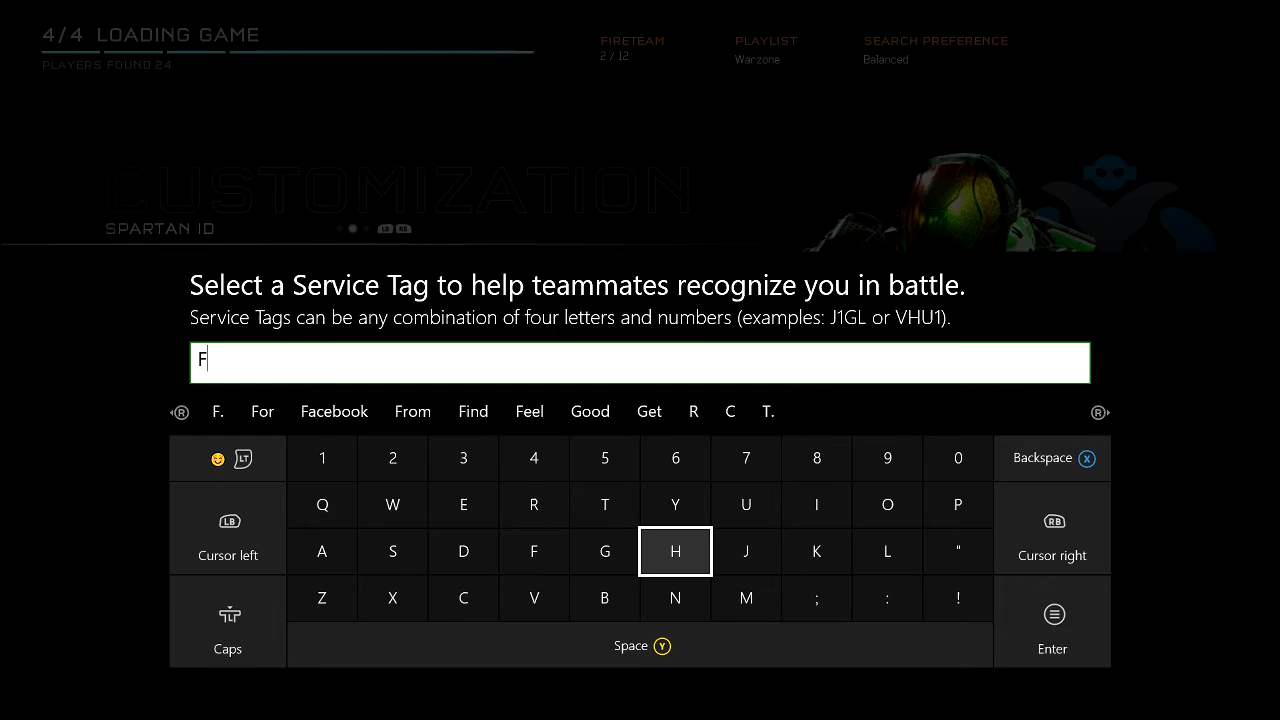 4/4 LOADING GAME
PLAYERS FOUND 24
FIRETEAM
2 / 12
PLAYLIST
Warzone
SEARCH PREFERENCE
Balanced
CUSTOMIZATION
SPARTAN ID
LB RB
Select a Service Tag to help teammates recognize you in battle.
Service Tags can be any combination of four letters and numbers (examples: J1GL or VHU1).
F
R F. For Facebook From Find Feel Good Get R C T. R
LT 1 2 3 4 5 6 7 8 9 0 Backspace X
Q W E R T Y U I O P
LB RB
A S D F G H J K L "
Cursor left Cursor right
Z X C V B N M ; : !
LT
Caps Space Y Enter